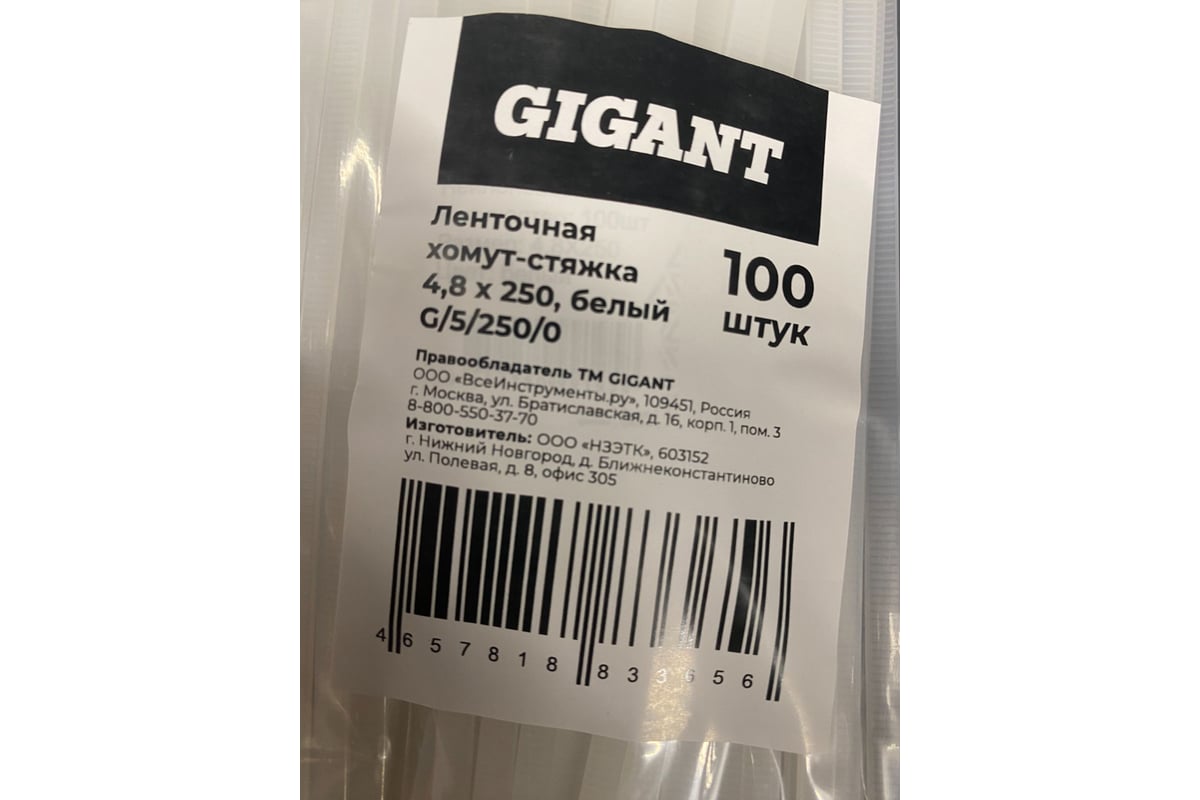 GIGANT
Ленточная
хомут-стяжка
4,8 x 250, белый
G/5/250/0
100
штук
Правообладатель ТМ GIGANT
ООО «ВсеИнструменты.ру», 109451, Россия
г. Москва, ул. Братиславская, д. 16, корп. 1, пом. 3
8-800-550-37-70
Изготовитель: ООО «НЗЭТК», 603152
г. Нижний Новгород, д. Ближнеконстантиново
ул. Полевая, д. 8, офис 305
4 657818 833656